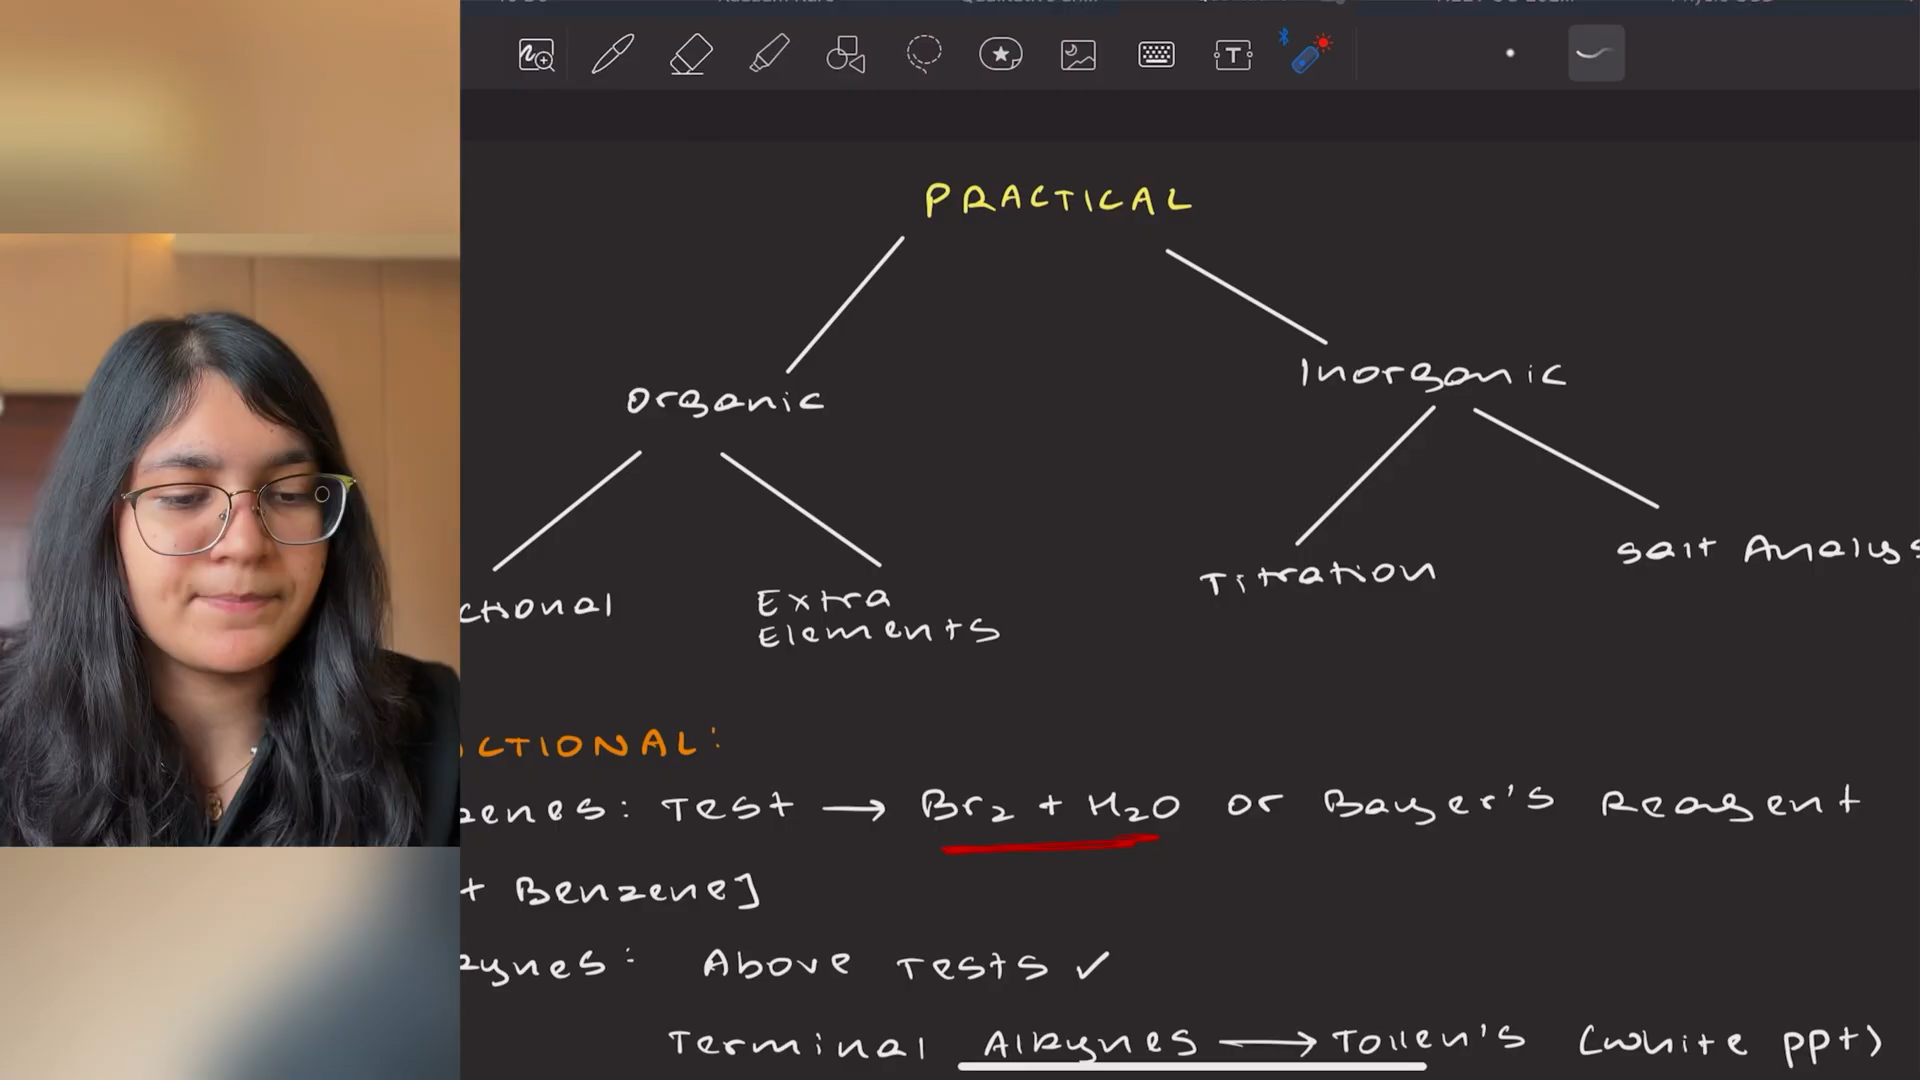 PRACTICAL
Organic
Inorganic
ctional
Extra
Elements
Titration
Salt Analys
CTIONAL:
enes: Test → Br2 + H2O or Bayer's Reagent
+ Benzene]
ynes: Above Tests ✓
Terminal Alkynes → Tollen's (white ppt)